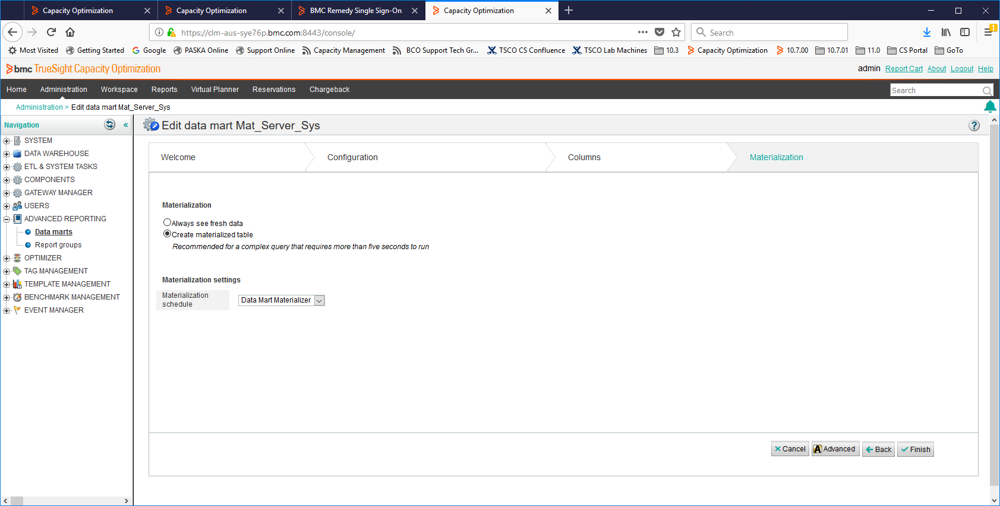 Capacity Optimization Capacity Optimization BMC Remedy Single Sign-On Capacity Optimization
https://clm-aus-sye76p.bmc.com:8443/console/ Search
Most Visited Getting Started Google PASKA Online Support Online Capacity Management BCO Support Tech Gr... TSCO CS Confluence TSCO Lab Machines 10.3 Capacity Optimization 10.7.00 10.7.01 11.0 CS Portal GoTo
bmc TrueSight Capacity Optimization admin Report Cart About Logout Help
Home Administration Workspace Reports Virtual Planner Reservations Chargeback Search
Administration > Edit data mart Mat_Server_Sys
Navigation «
Edit data mart Mat_Server_Sys ?
SYSTEM
DATA WAREHOUSE
ETL & SYSTEM TASKS
COMPONENTS
GATEWAY MANAGER
USERS
ADVANCED REPORTING
Data marts
Report groups
OPTIMIZER
TAG MANAGEMENT
TEMPLATE MANAGEMENT
BENCHMARK MANAGEMENT
EVENT MANAGER
Welcome Configuration Columns Materialization
Materialization
Always see fresh data
Create materialized table
Recommended for a complex query that requires more than five seconds to run
Materialization settings
Materialization
schedule
Data Mart Materializer
Cancel A Advanced Back Finish